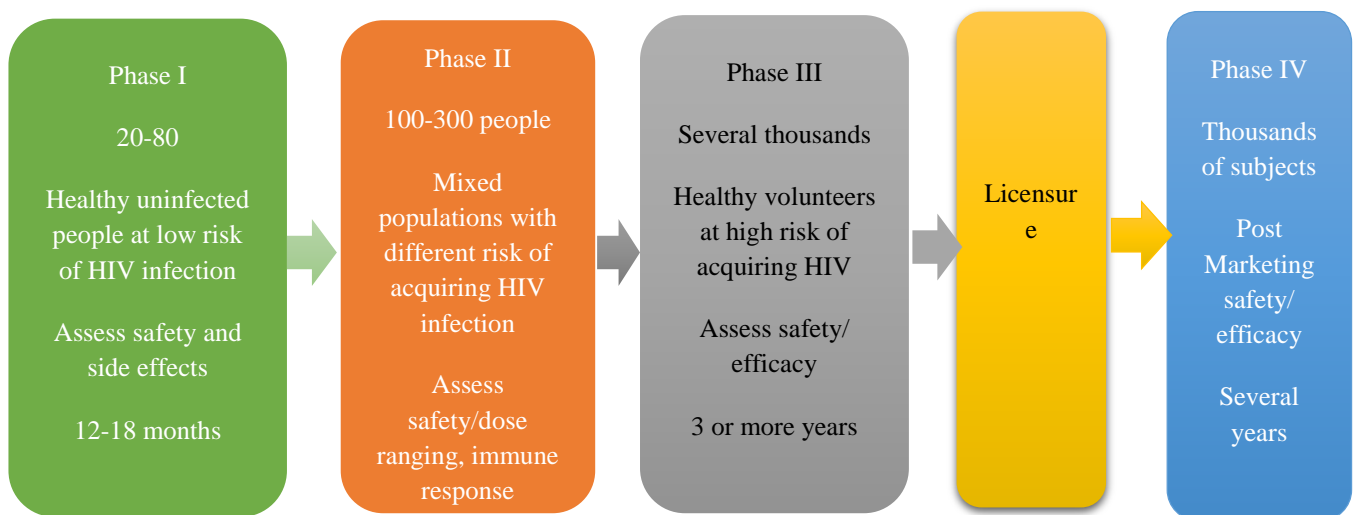 Phase I
20-80
Healthy uninfected
people at low risk
of HIV infection
Assess safety and
side effects
12-18 months
Phase II
100-300 people
Mixed
populations with
different risk of
acquiring HIV
infection
Assess
safety/dose
ranging, immune
response
Phase III
Several thousands
Healthy volunteers
at high risk of
acquiring HIV
Assess safety/
efficacy
3 or more years
Licensur
e
Phase IV
Thousands
of subjects
Post
Marketing
safety/
efficacy
Several
years